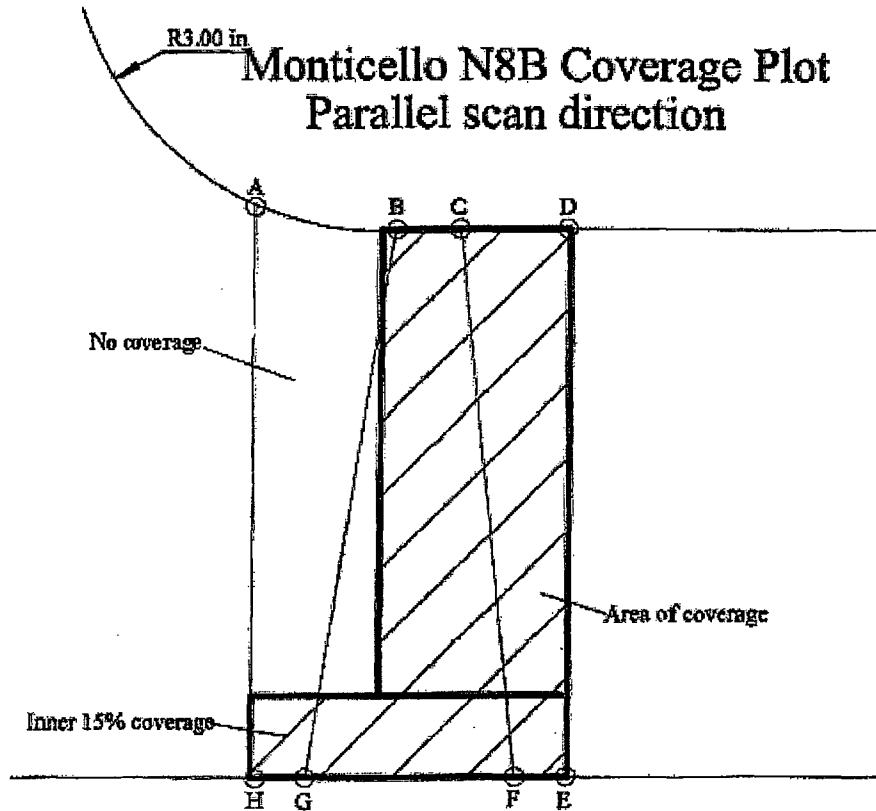 R3.00 in
Monticello N8B Coverage Plot
Parallel scan direction
A
B C D
No coverage
Area of coverage
Inner 15% coverage
H G F E